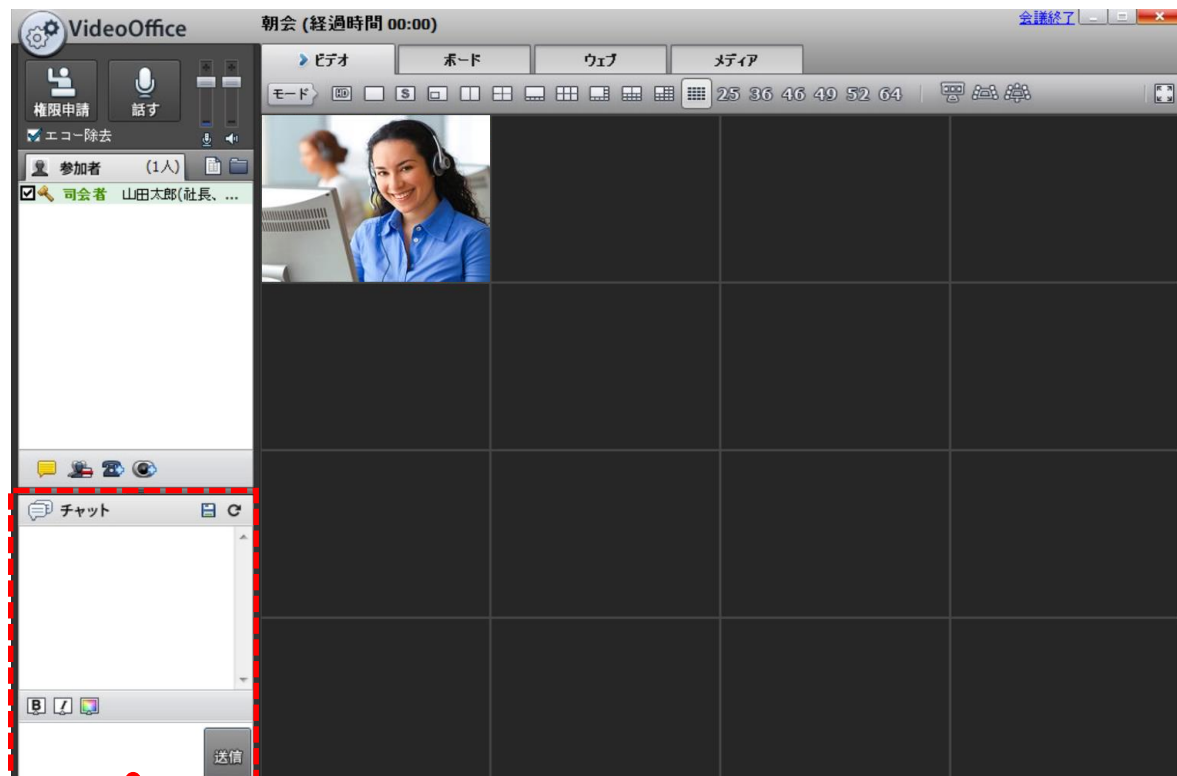 VideoOffice
朝会 (経過時間 00:00)
会議終了
ビデオ
ボード
ウェブ
メディア
権限申請
話す
モード
HD
S
25 36 46 49 52 64
エコー除去
参加者 (1人)
司会者 山田太郎(社長、...
チャット
B I
送信